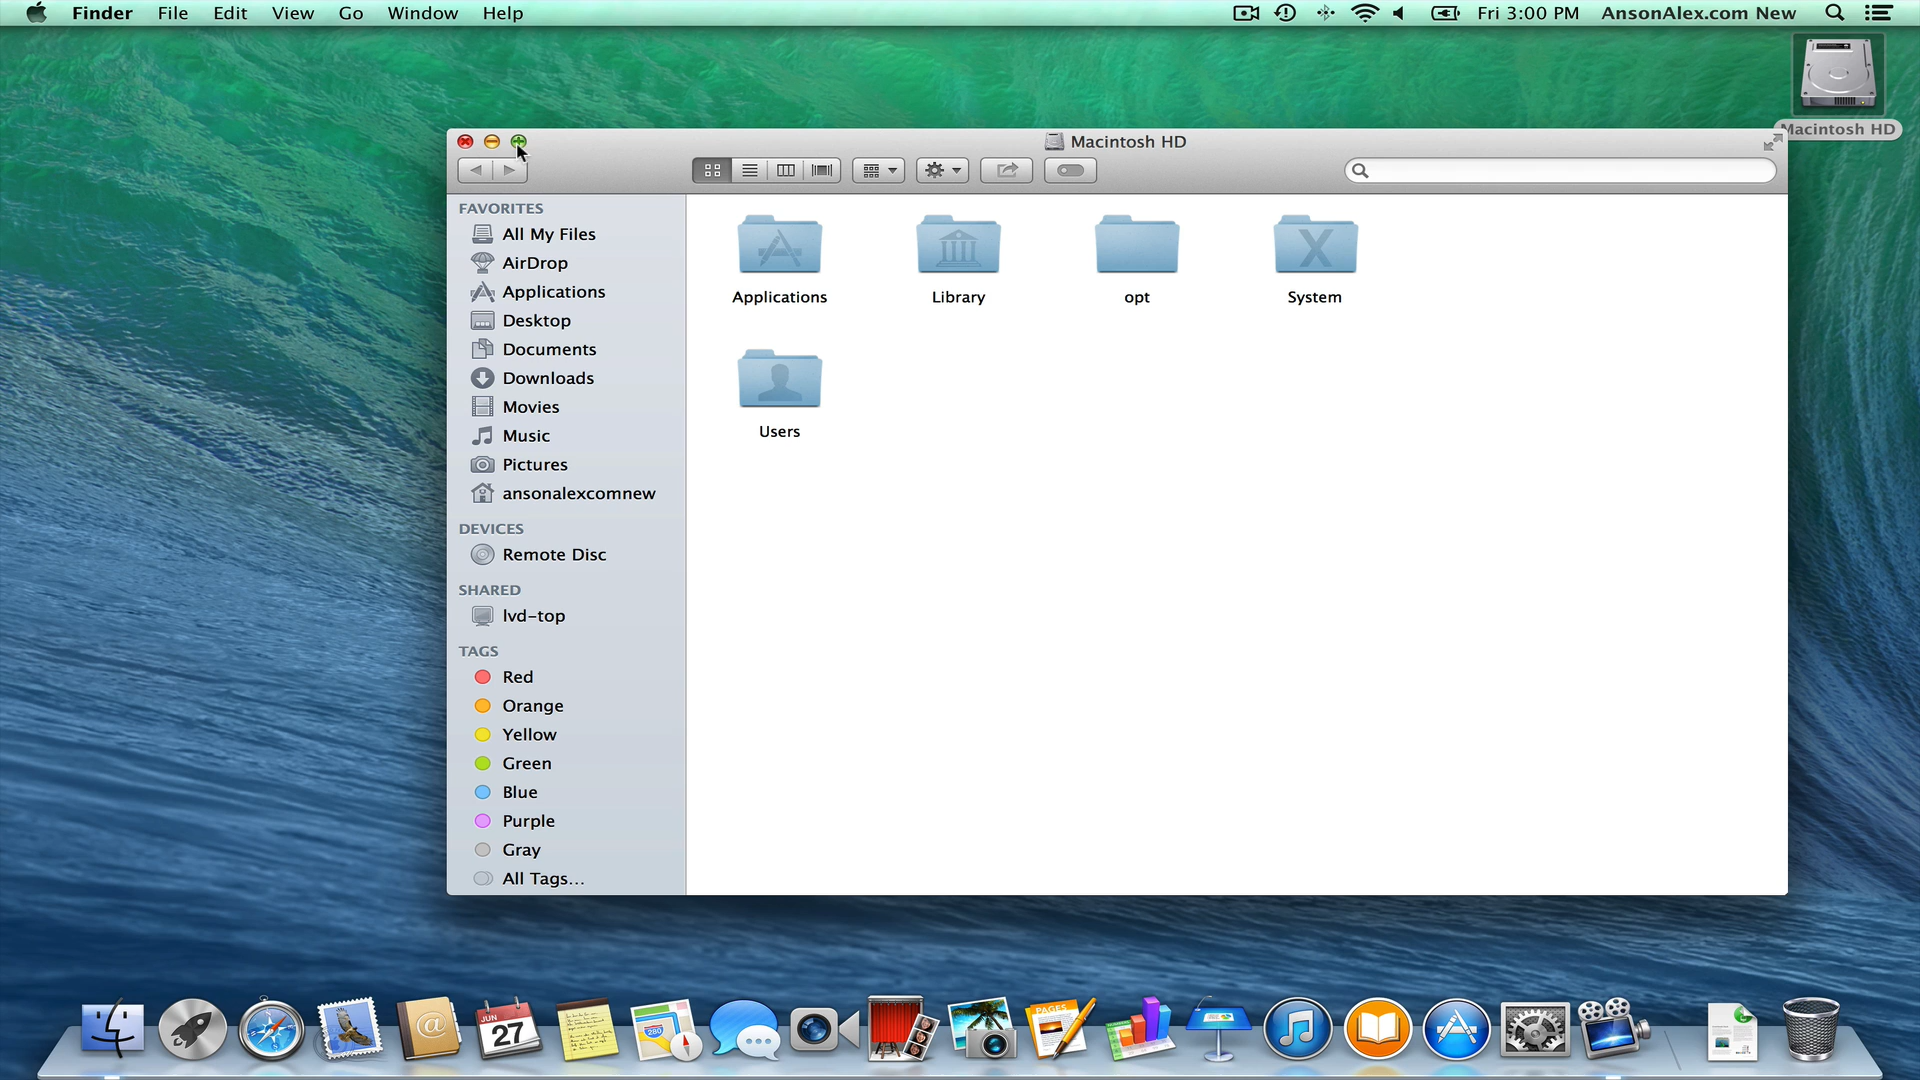 Finder File Edit View Go Window Help Fri 3:00 PM AnsonAlex.com New
Macintosh HD
Macintosh HD
FAVORITES
All My Files
AirDrop
Applications
Desktop
Documents
Downloads
Movies
Music
Pictures
ansonalexcomnew
DEVICES
Remote Disc
SHARED
lvd-top
TAGS
Red
Orange
Yellow
Green
Blue
Purple
Gray
All Tags...
Applications Library opt System
Users
JUN
27
280
PAGES